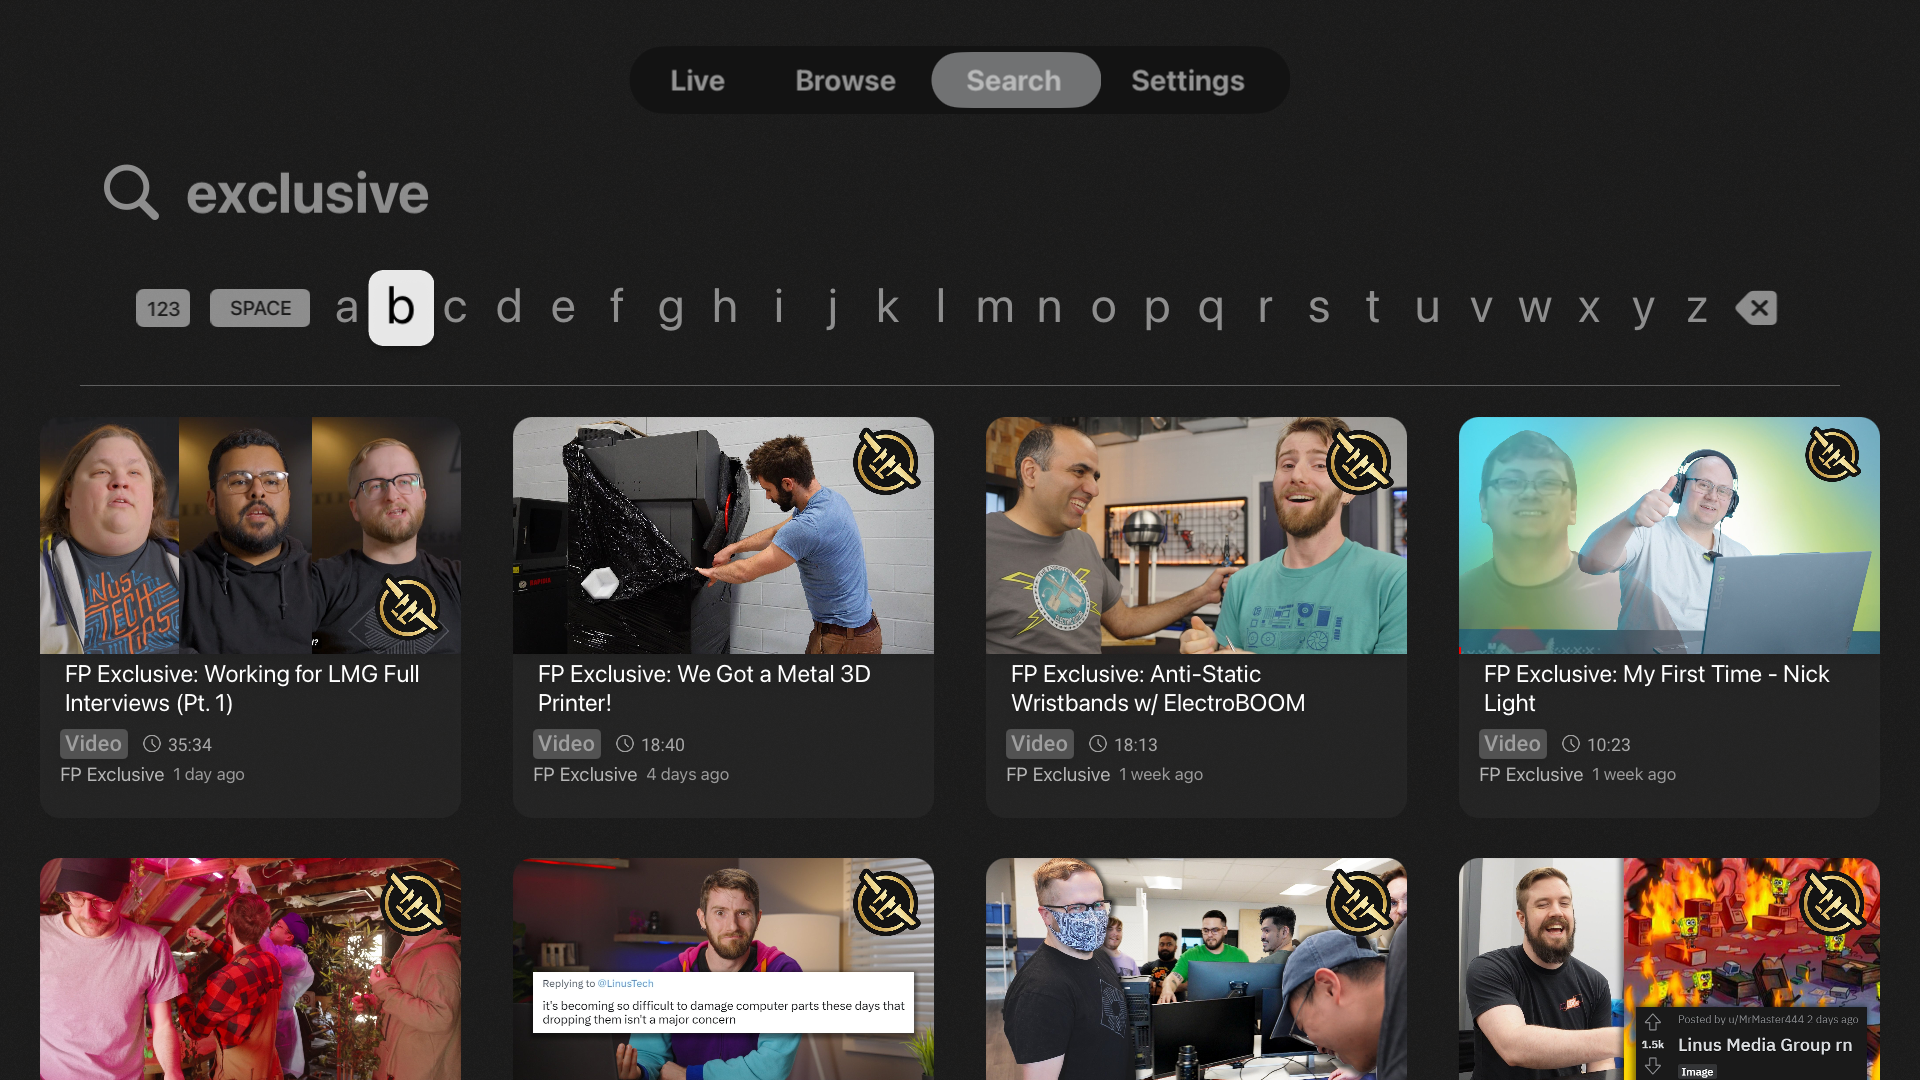 Live Browse Search Settings
exclusive
123 SPACE a b c d e f g h i j k l m n o p q r s t u v w x y z
LINUS
TECH
TIPS
FP Exclusive: Working for LMG Full
Interviews (Pt. 1)
Video 35:34
FP Exclusive 1 day ago
FP Exclusive: We Got a Metal 3D
Printer!
Video 18:40
FP Exclusive 4 days ago
FP Exclusive: Anti-Static
Wristbands w/ ElectroBOOM
Video 18:13
FP Exclusive 1 week ago
FP Exclusive: My First Time - Nick
Light
Video 10:23
FP Exclusive 1 week ago
Replying to @LinusTech
it's becoming so difficult to damage computer parts these days that
dropping them isn't a major concern
Posted by u/MrMaster444 2 days ago
1.5k Linus Media Group rn
Image